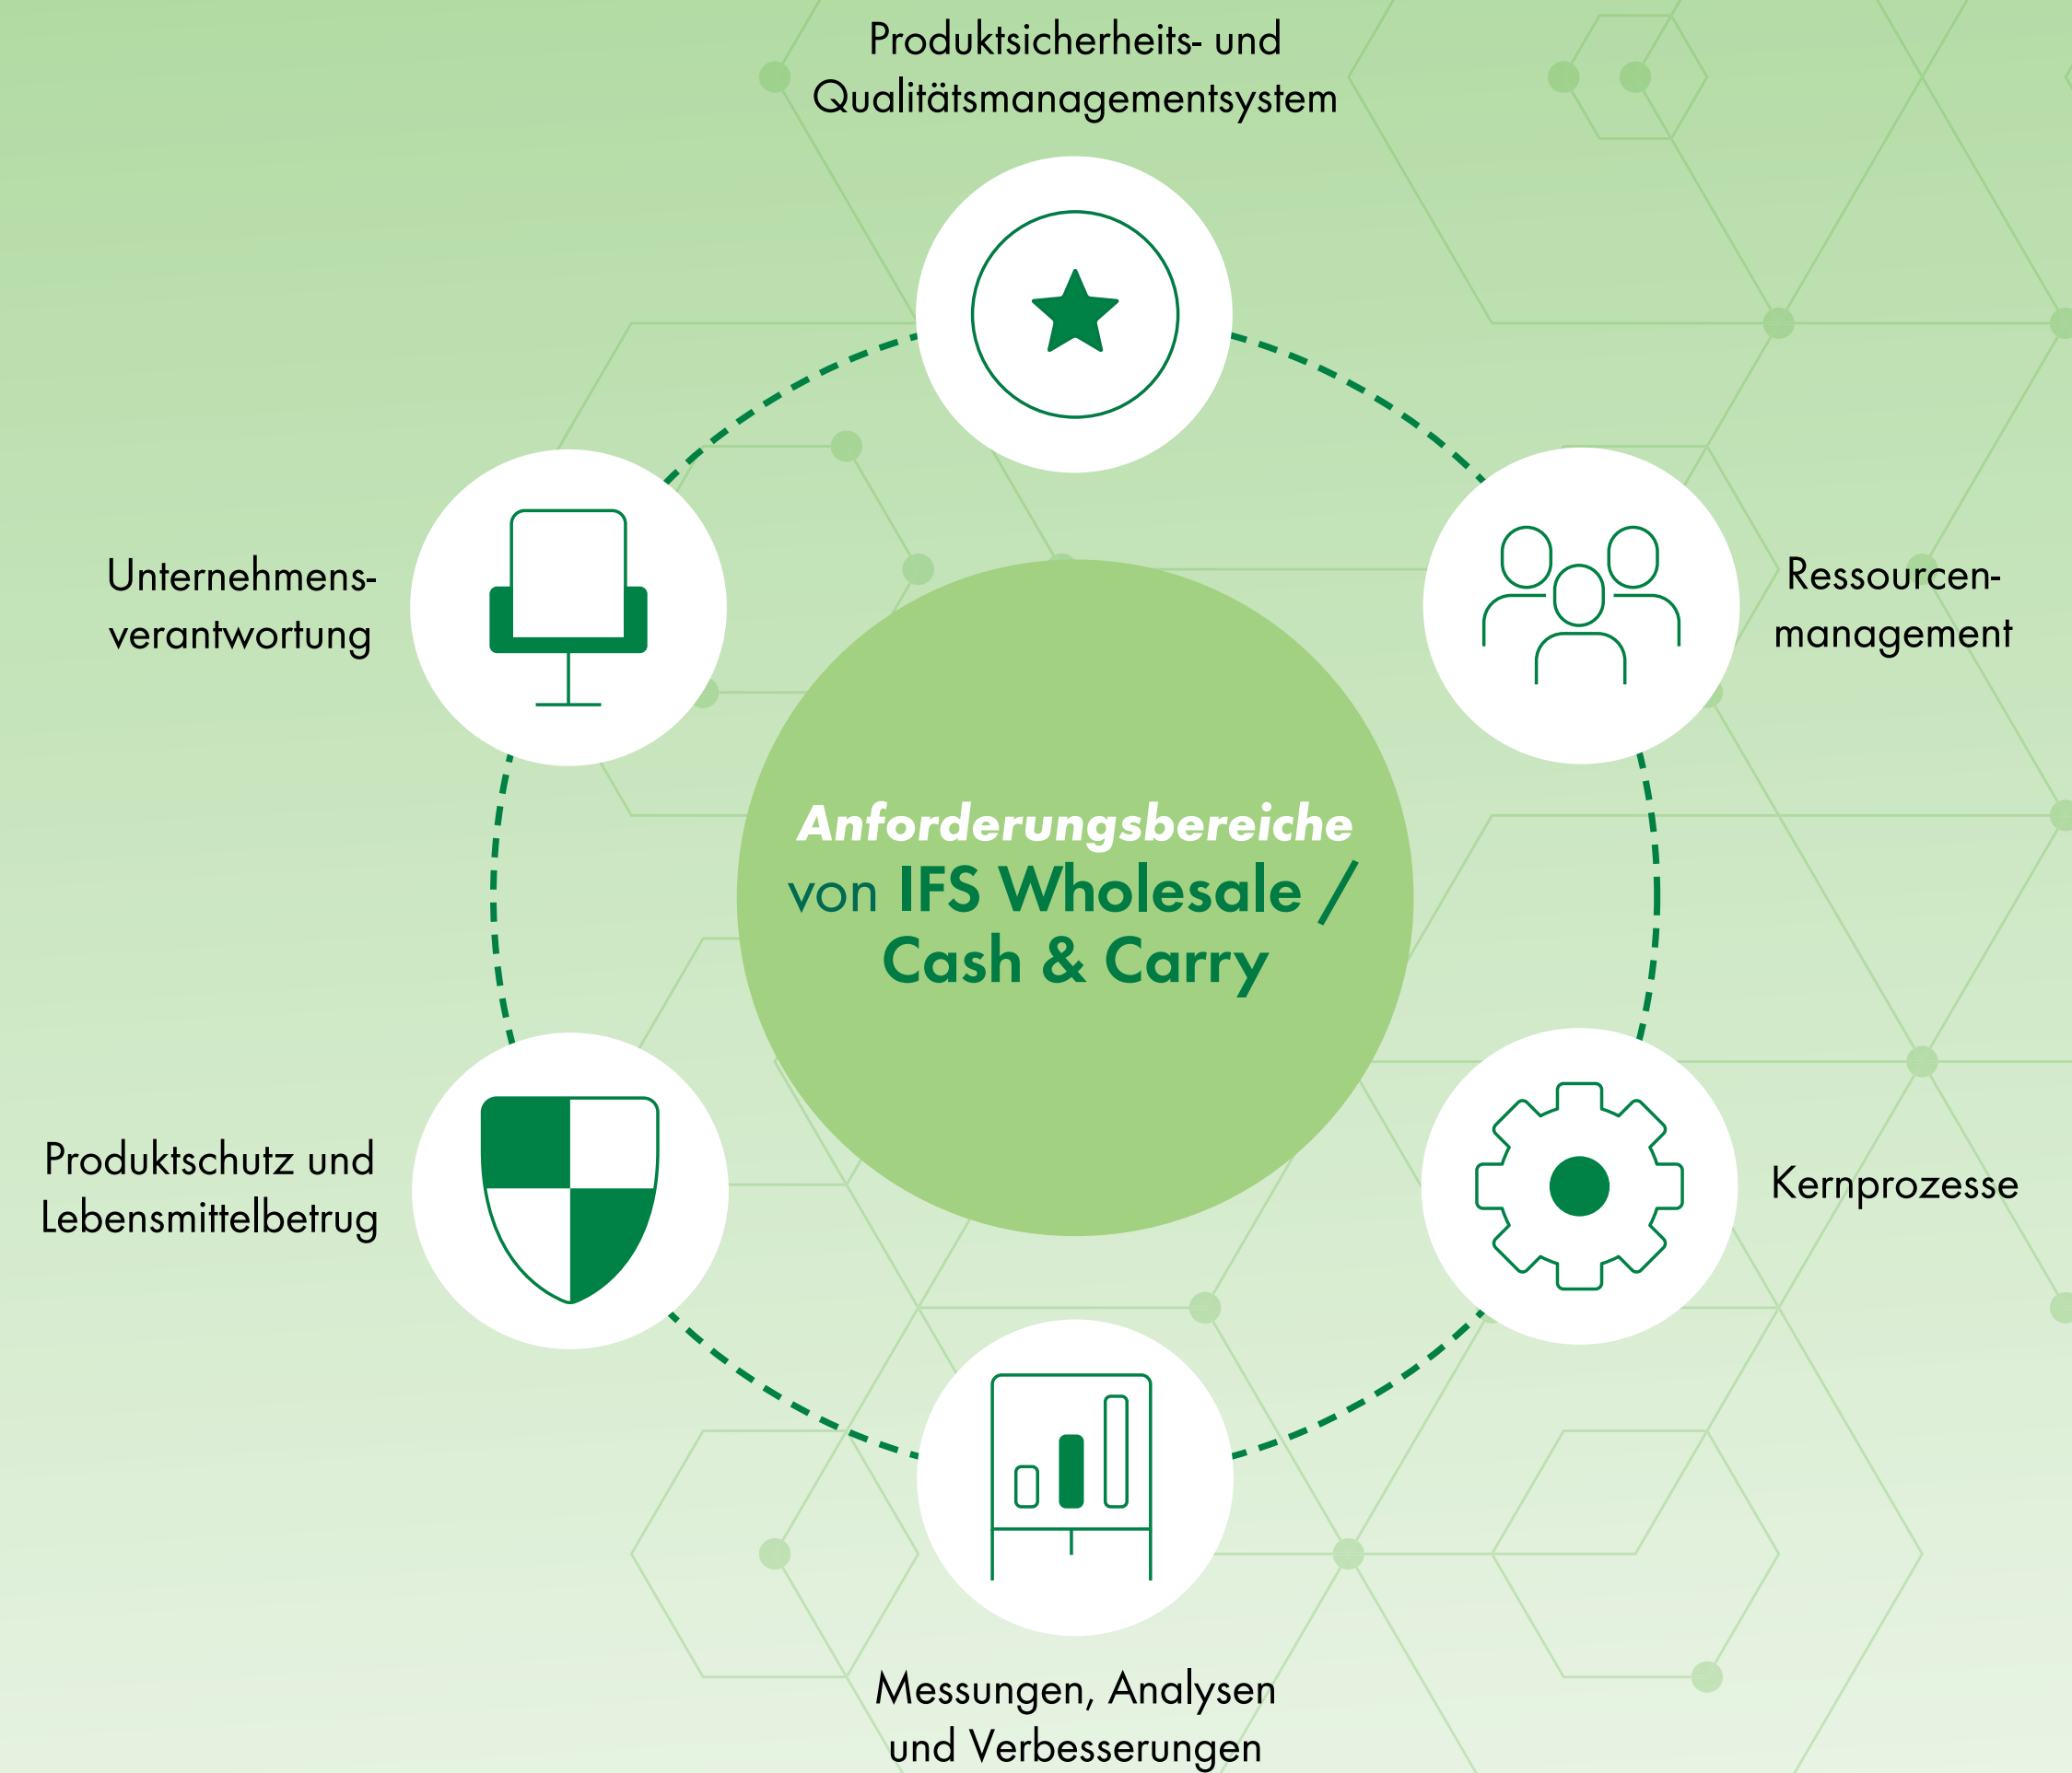 Produktsicherheits- und
Qualitätsmanagementsystem
Unternehmens-
verantwortung
Ressourcen-
management
Anforderungsbereiche
von IFS Wholesale /
Cash & Carry
Produktschutz und
Lebensmittelbetrug
Kernprozesse
Messungen, Analysen
und Verbesserungen